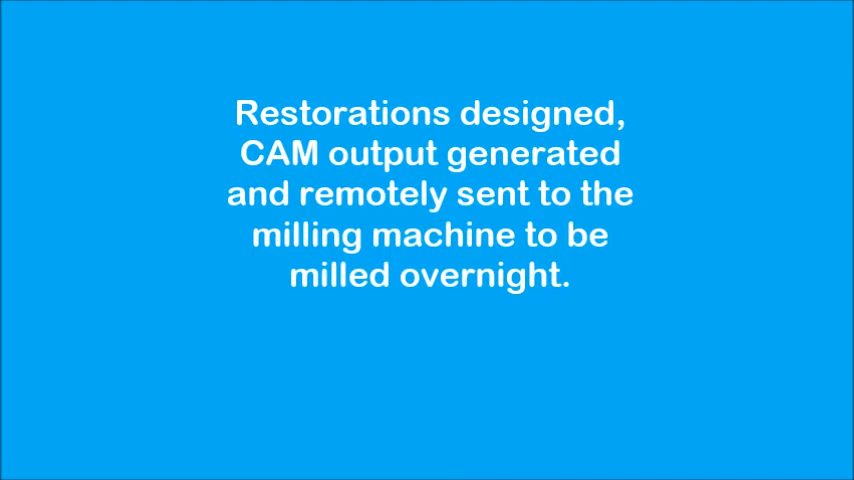 Restorations designed,
CAM output generated
and remotely sent to the
milling machine to be
milled overnight.